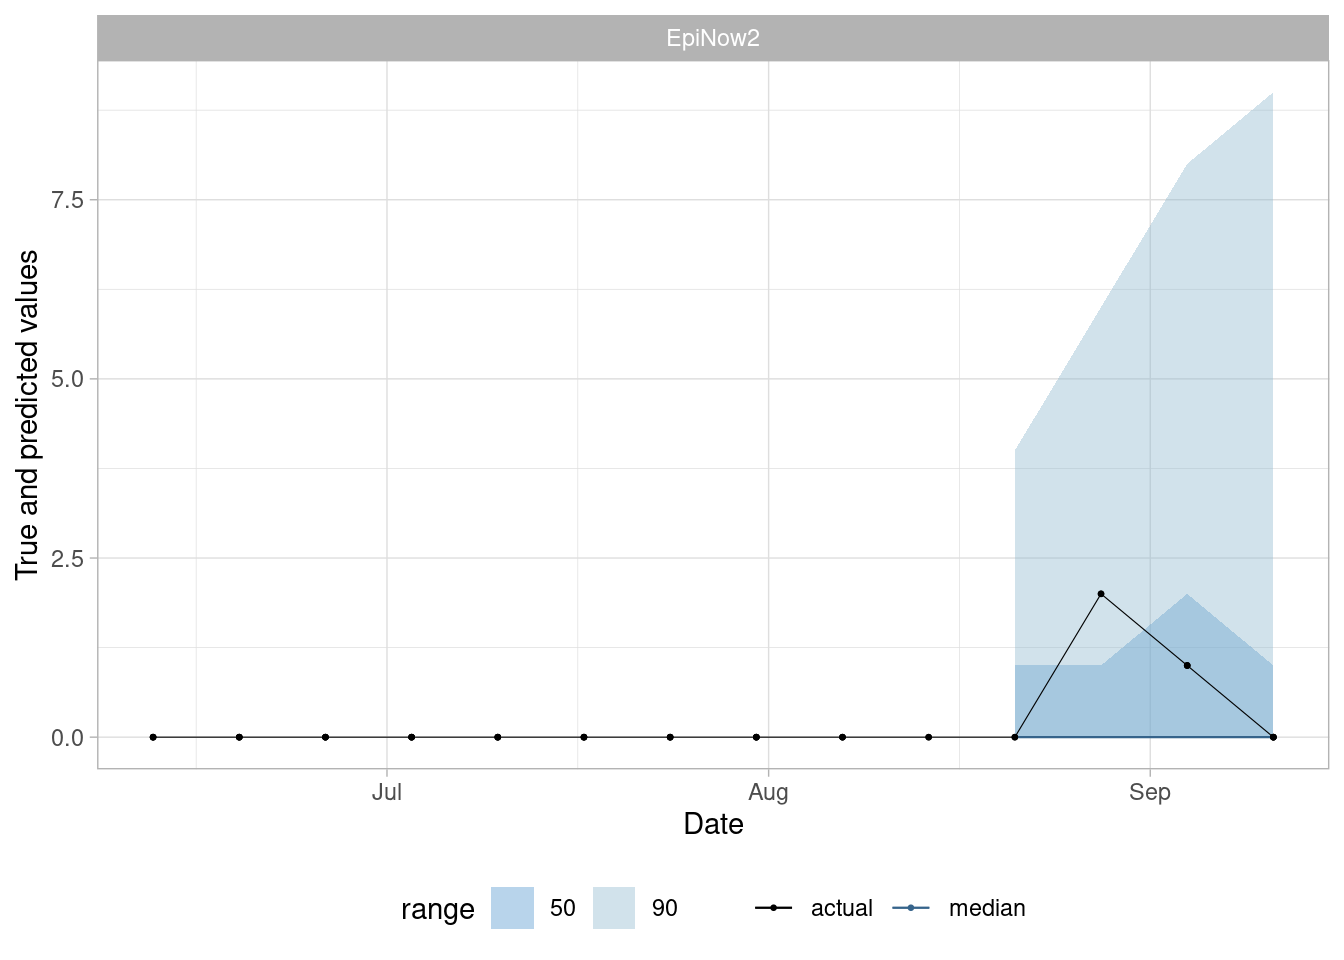 EpiNow2
True and predicted values
7.5
5.0
2.5
0.0
Jul Aug Sep
Date
range 50 90 actual median